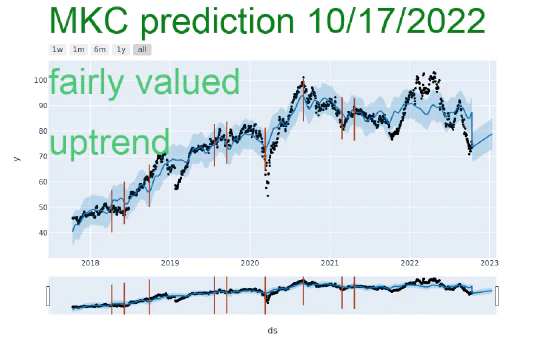 MKC prediction 10/17/2022
1w 1m 6m 1y all
fairly valued
uptrend
100
90
80
70
60
50
40
y
2018 2019 2020 2021 2022 2023
ds